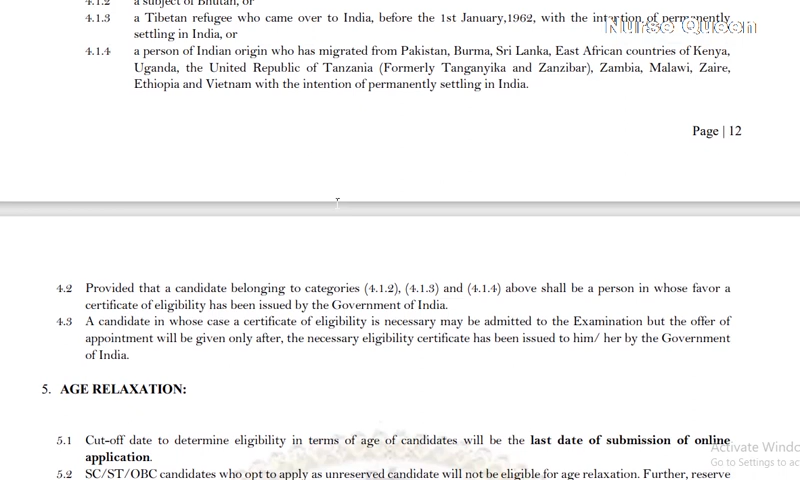 4.1.2 a subject of Bhutan, or
Nurse Queen
4.1.3 a Tibetan refugee who came over to India, before the 1st January,1962, with the intention of permanently
settling in India, or
4.1.4 a person of Indian origin who has migrated from Pakistan, Burma, Sri Lanka, East African countries of Kenya,
Uganda, the United Republic of Tanzania (Formerly Tanganyika and Zanzibar), Zambia, Malawi, Zaire,
Ethiopia and Vietnam with the intention of permanently settling in India.
Page | 12
4.2 Provided that a candidate belonging to categories (4.1.2), (4.1.3) and (4.1.4) above shall be a person in whose favor a
certificate of eligibility has been issued by the Government of India.
4.3 A candidate in whose case a certificate of eligibility is necessary may be admitted to the Examination but the offer of
appointment will be given only after, the necessary eligibility certificate has been issued to him/ her by the Government
of India.
5. AGE RELAXATION:
5.1 Cut-off date to determine eligibility in terms of age of candidates will be the last date of submission of online
application.
Activate Windo
Go to Settings to ac
5.2 SC/ST/OBC candidates who opt to apply as unreserved candidate will not be eligible for age relaxation. Further, reserve